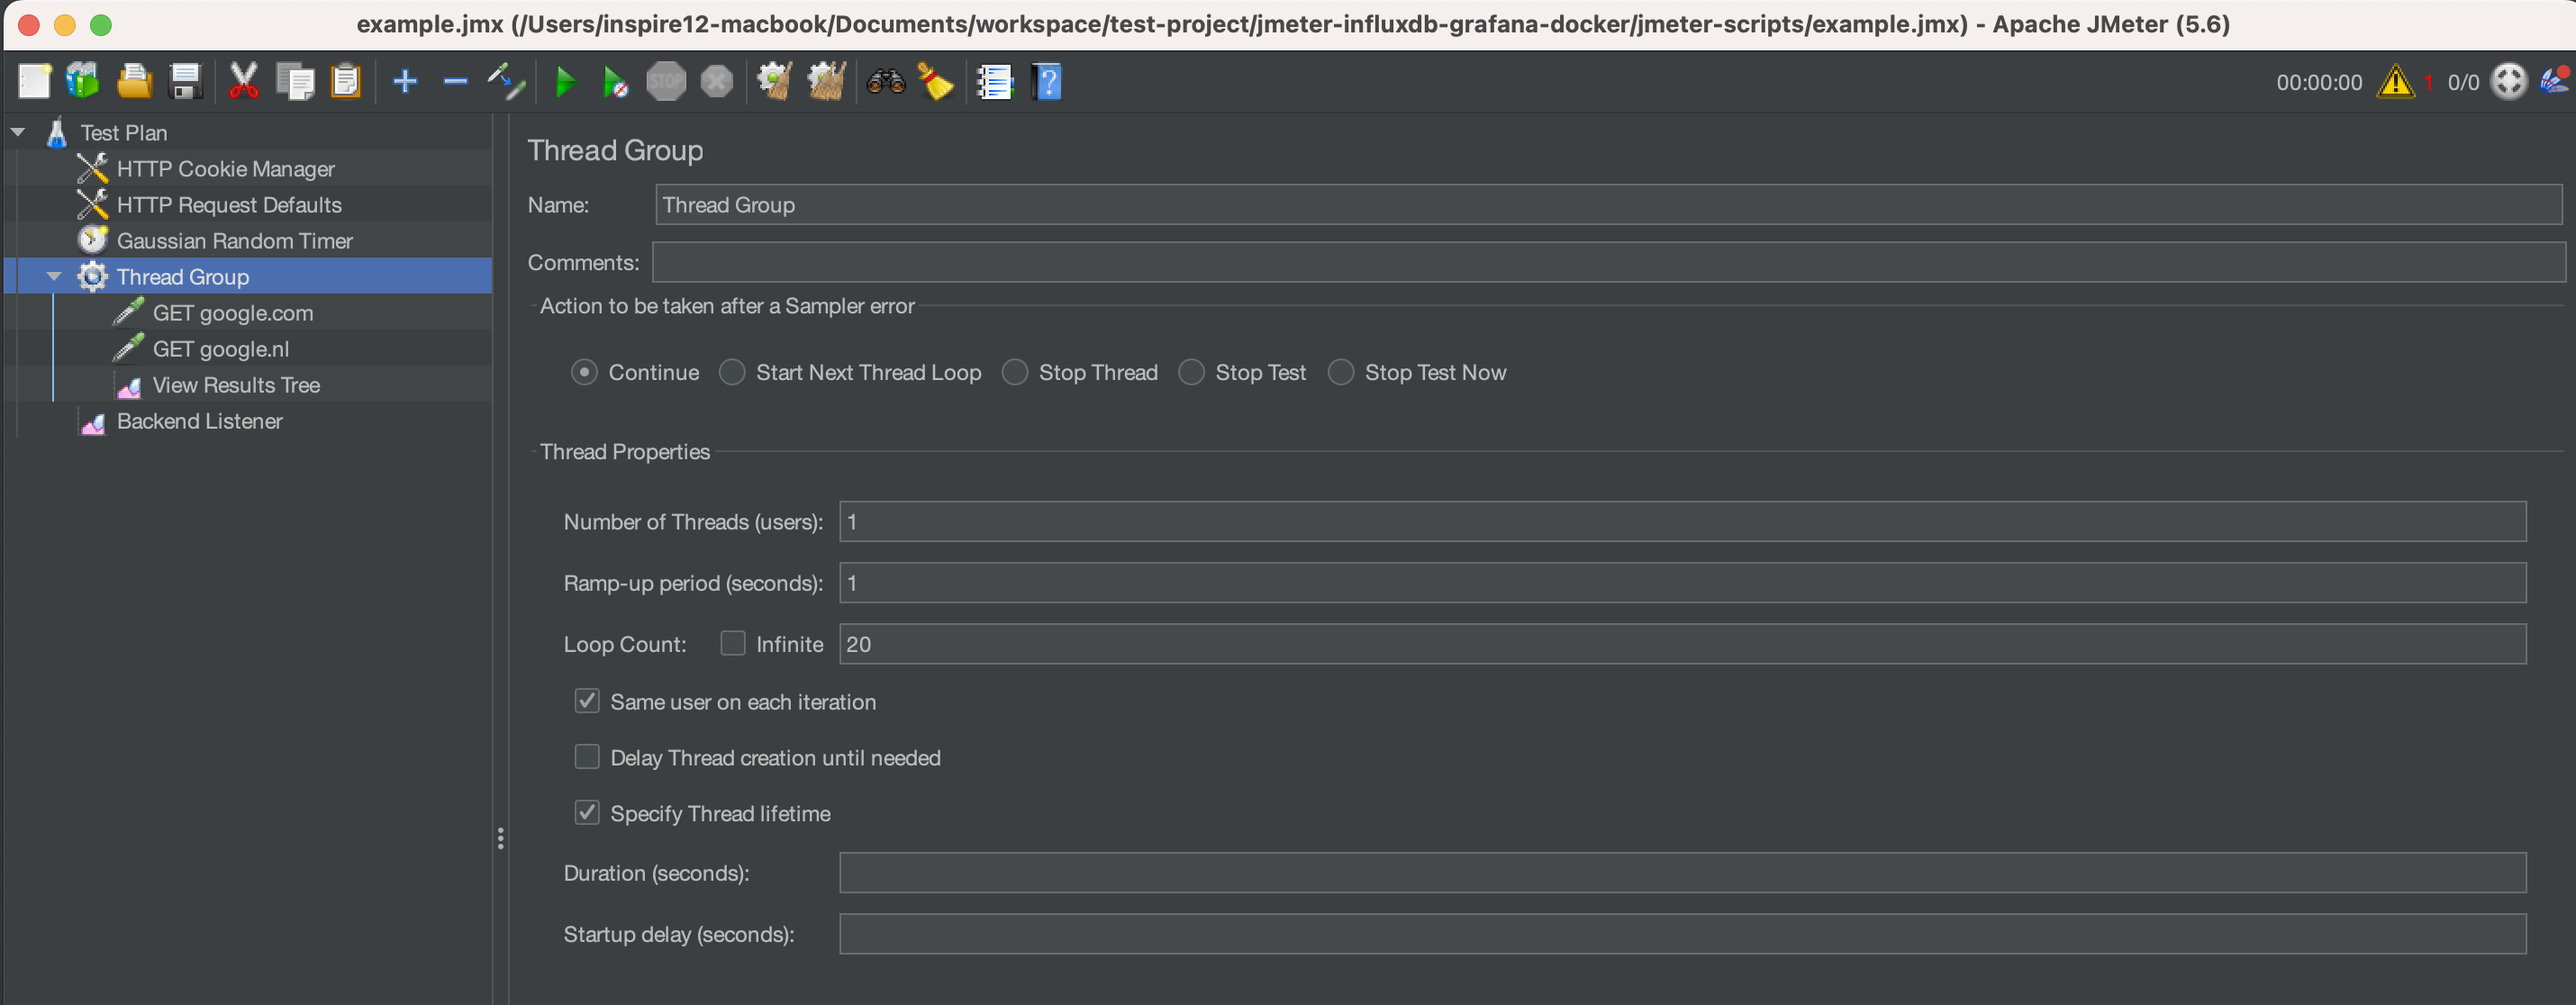 example.jmx (/Users/inspire12-macbook/Documents/workspace/test-project/jmeter-influxdb-grafana-docker/jmeter-scripts/example.jmx) - Apache JMeter (5.6)
STOP 00:00:00 1 0/0
Test Plan
HTTP Cookie Manager
HTTP Request Defaults
Gaussian Random Timer
Thread Group
GET google.com
GET google.nl
View Results Tree
Backend Listener
Thread Group
Name: Thread Group
Comments:
Action to be taken after a Sampler error
Continue Start Next Thread Loop Stop Thread Stop Test Stop Test Now
Thread Properties
Number of Threads (users): 1
Ramp-up period (seconds): 1
Loop Count: Infinite 20
Same user on each iteration
Delay Thread creation until needed
Specify Thread lifetime
Duration (seconds):
Startup delay (seconds):